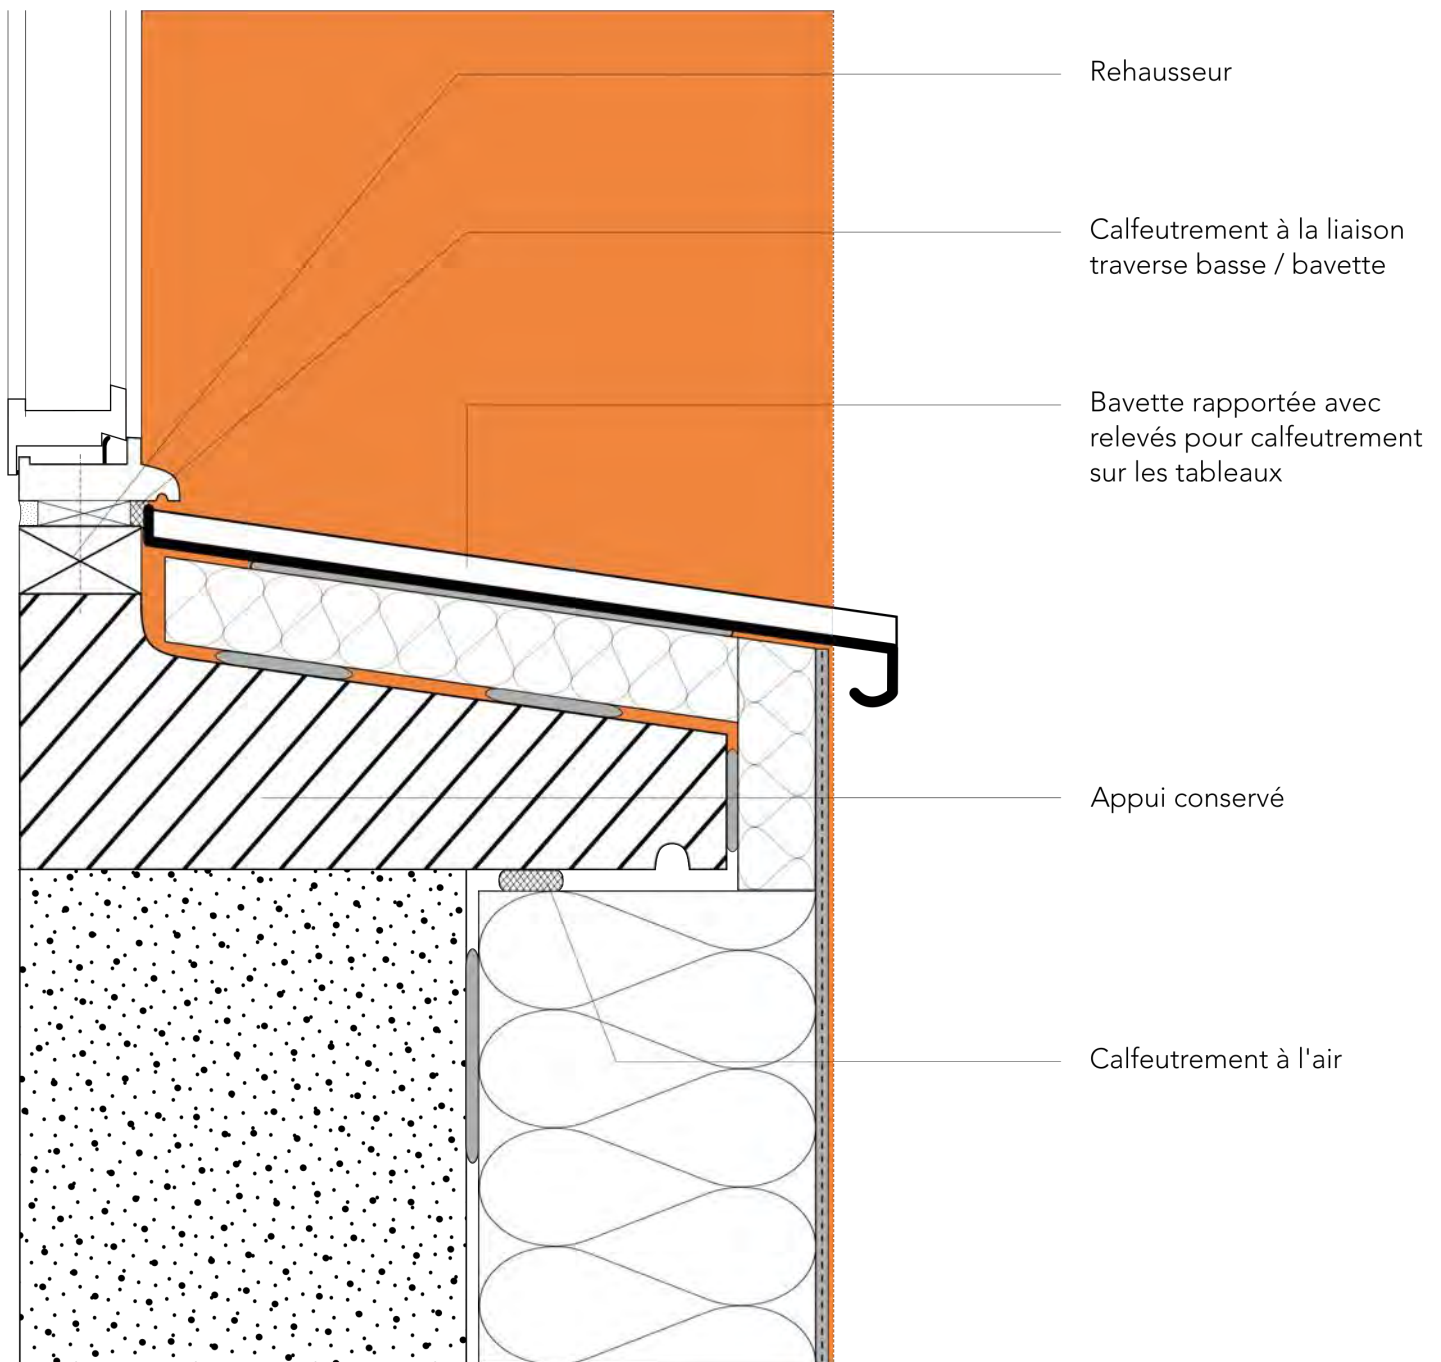 Rehausseur
Calfeutrement à la liaison
traverse basse / bavette
Bavette rapportée avec
relevés pour calfeutrement
sur les tableaux
Appui conservé
Calfeutrement à l'air